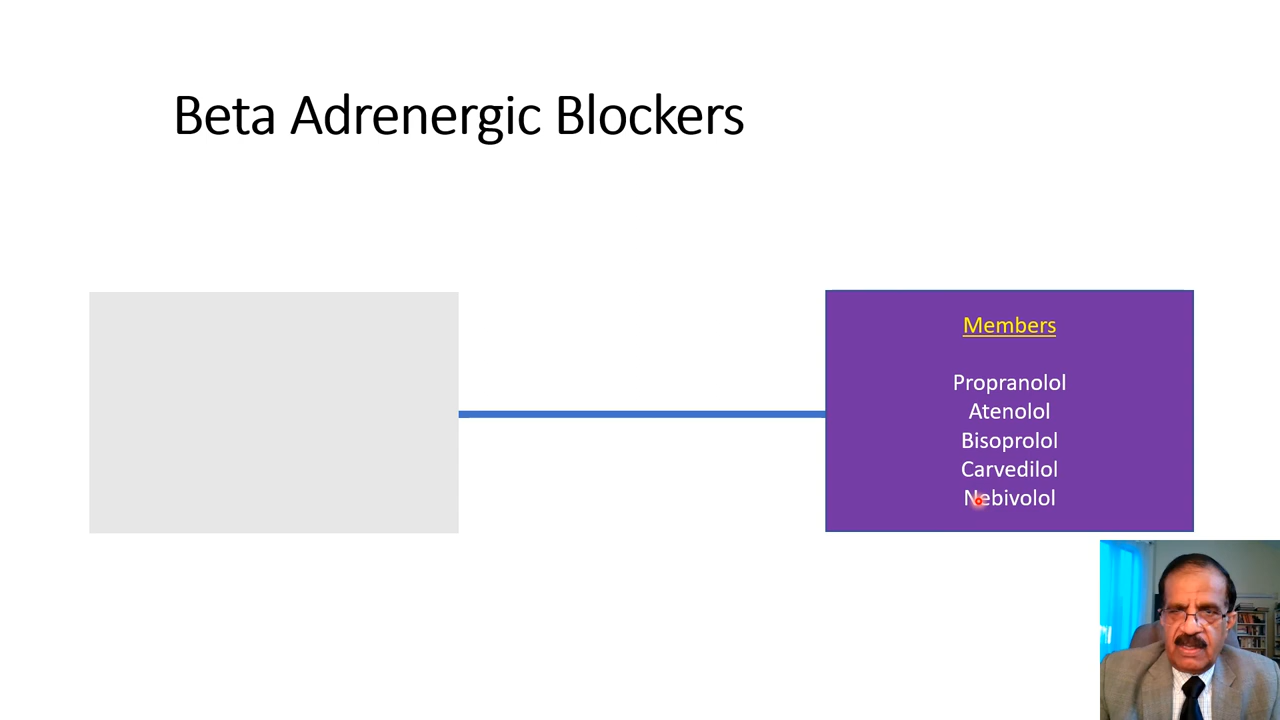 Beta Adrenergic Blockers
Members
Propranolol
Atenolol
Bisoprolol
Carvedilol
Nebivolol